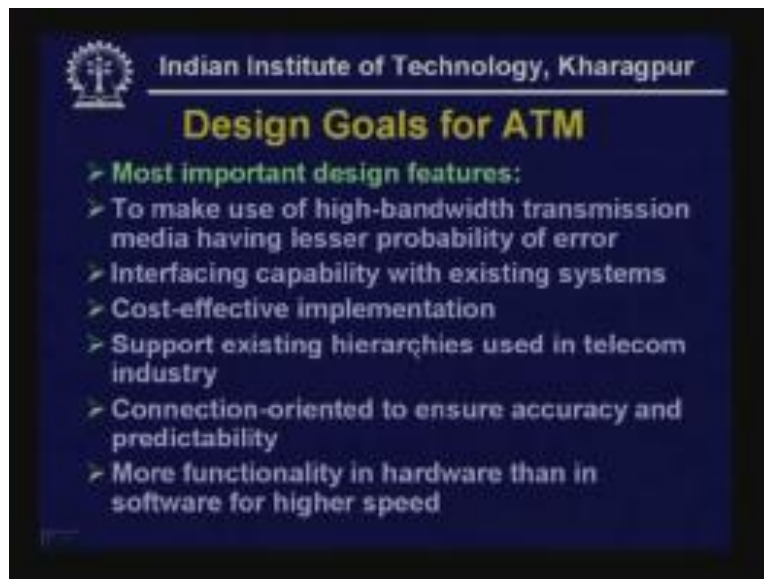 Indian Institute of Technology, Kharagpur
Design Goals for ATM
➢ Most important design features:
➢ To make use of high-bandwidth transmission
media having lesser probability of error
➢ Interfacing capability with existing systems
➢ Cost-effective implementation
➢ Support existing hierarchies used in telecom
industry
➢ Connection-oriented to ensure accuracy and
predictability
➢ More functionality in hardware than in
software for higher speed